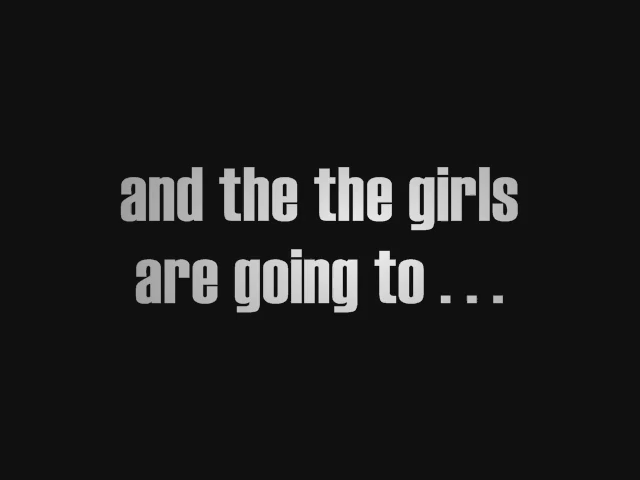 and the the girls
are going to . . .